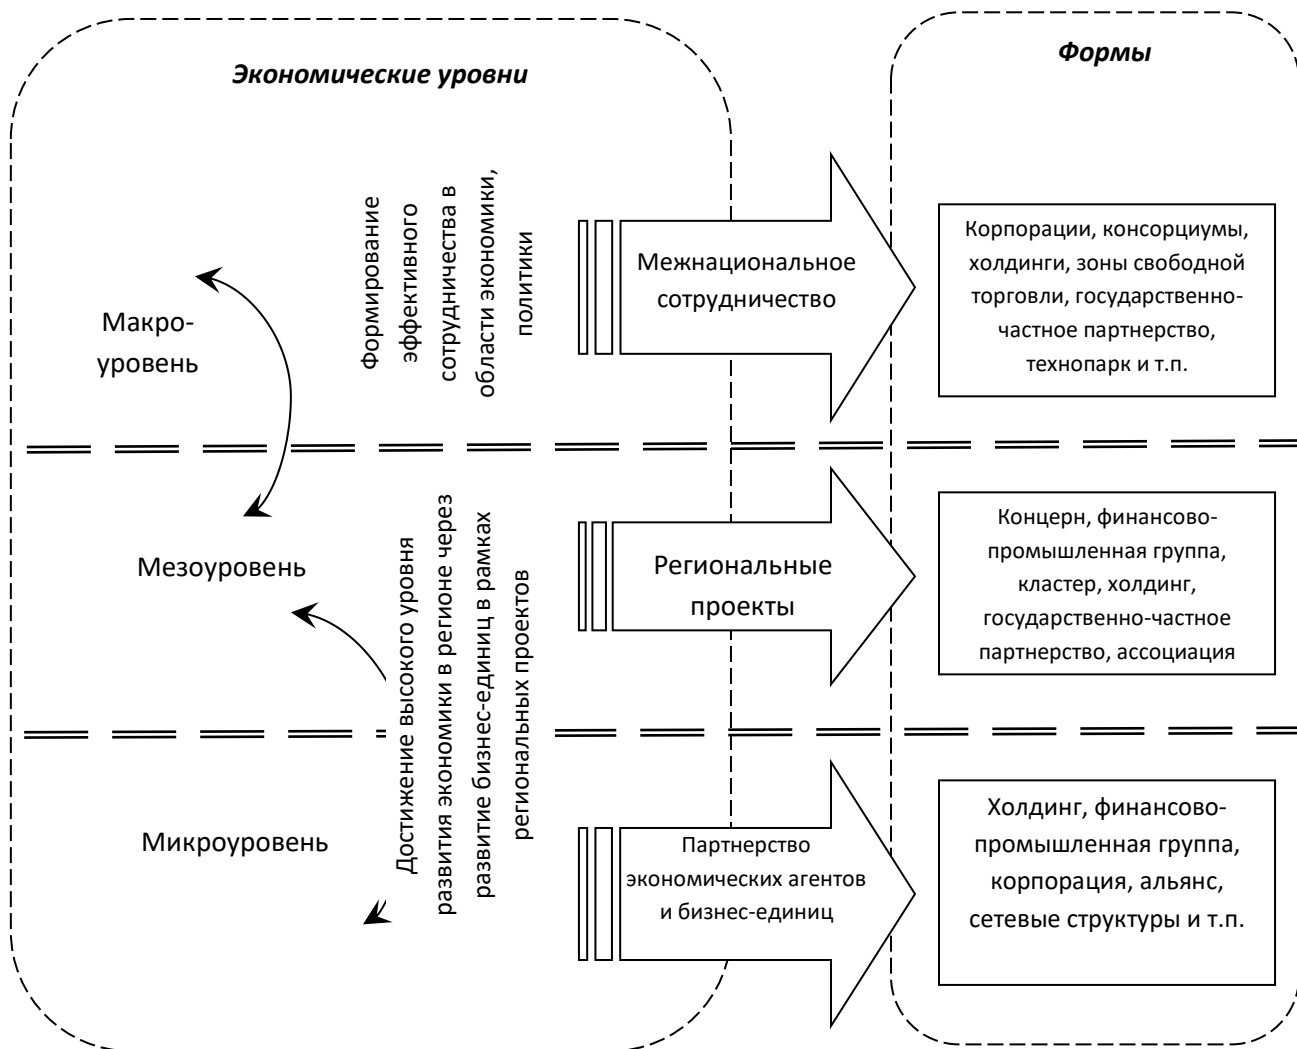 Экономические уровни
Формы
Макро-
уровень
Формирование
эффективного
сотрудничества в
области экономики,
политики
Межнациональное
сотрудничество
Корпорации, консорциумы,
холдинги, зоны свободной
торговли, государственно-
частное партнерство,
технопарк и т.п.
Мезоуровень
Достижение высокого уровня
развития экономики в регионе через
развитие бизнес-единиц в рамках
региональных проектов
Региональные
проекты
Концерн, финансово-
промышленная группа,
кластер, холдинг,
государственно-частное
партнерство, ассоциация
Микроуровень
Партнерство
экономических агентов
и бизнес-единиц
Холдинг, финансово-
промышленная группа,
корпорация, альянс,
сетевые структуры и т.п.